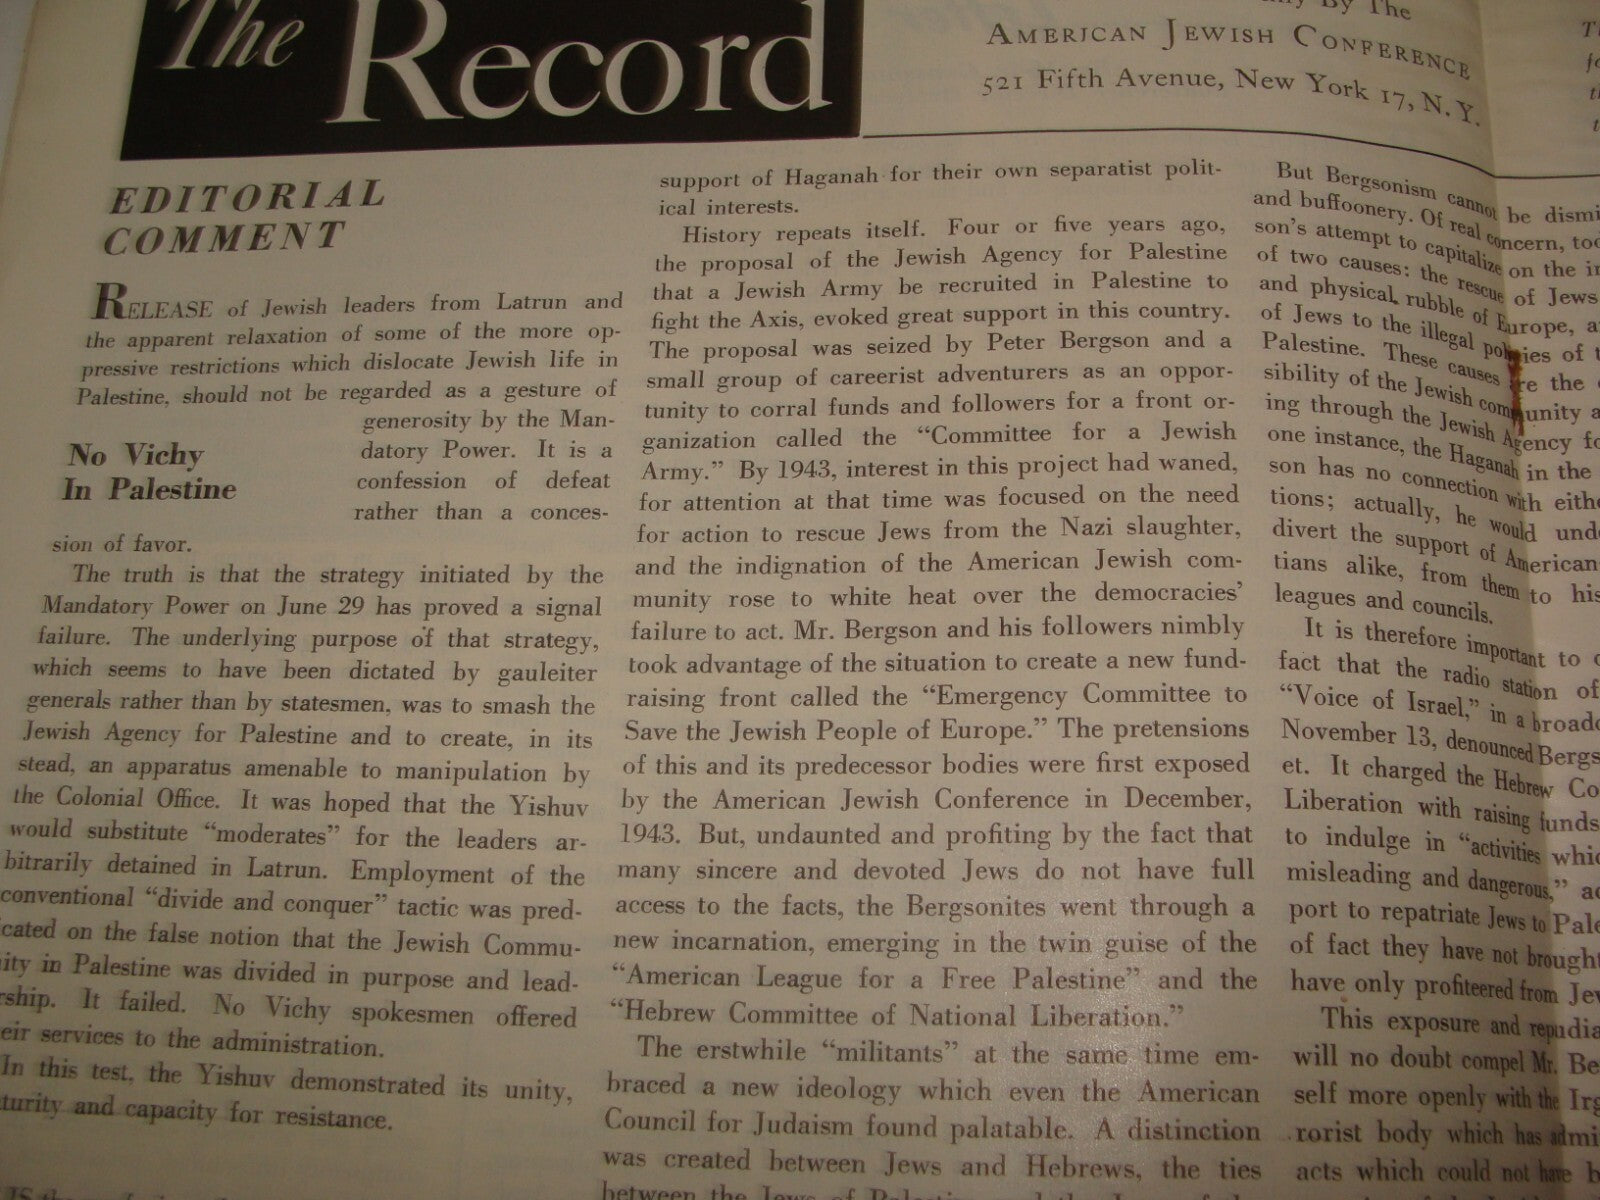 The Record
By The
AMERICAN JEWISH CONFERENCE
521 Fifth Avenue, New York 17, N. Y.
EDITORIAL
COMMENT
RELEASE of Jewish leaders from Latrun and
the apparent relaxation of some of the more op-
pressive restrictions which dislocate Jewish life in
Palestine, should not be regarded as a gesture of
generosity by the Man-
datory Power. It is a
confession of defeat
rather than a conces-
No Vichy
In Palestine
sion of favor.
The truth is that the strategy initiated by the
Mandatory Power on June 29 has proved a signal
failure. The underlying purpose of that strategy,
which seems to have been dictated by gauleiter
generals rather than by statesmen, was to smash the
Jewish Agency for Palestine and to create, in its
stead, an apparatus amenable to manipulation by
the Colonial Office. It was hoped that the Yishuv
would substitute "moderates" for the leaders ar-
bitrarily detained in Latrun. Employment of the
conventional "divide and conquer" tactic was pred-
cated on the false notion that the Jewish Commu-
ity in Palestine was divided in purpose and lead-
rship. It failed. No Vichy spokesmen offered
eir services to the administration.
In this test, the Yishuv demonstrated its unity,
turity and capacity for resistance.
support of Haganah for their own separatist polit-
ical interests.
History repeats itself. Four or five years ago,
the proposal of the Jewish Agency for Palestine
that a Jewish Army be recruited in Palestine to
fight the Axis, evoked great support in this country.
The proposal was seized by Peter Bergson and a
small group of careerist adventurers as an oppor-
tunity to corral funds and followers for a front or-
ganization called the "Committee for a Jewish
Army." By 1943, interest in this project had waned,
for attention at that time was focused on the need
for action to rescue Jews from the Nazi slaughter,
and the indignation of the American Jewish com-
munity rose to white heat over the democracies'
failure to act. Mr. Bergson and his followers nimbly
took advantage of the situation to create a new fund-
raising front called the "Emergency Committee to
Save the Jewish People of Europe." The pretensions
of this and its predecessor bodies were first exposed
by the American Jewish Conference in December,
1943. But, undaunted and profiting by the fact that
many sincere and devoted Jews do not have full
access to the facts, the Bergsonites went through a
new incarnation, emerging in the twin guise of the
"American League for a Free Palestine" and the
"Hebrew Committee of National Liberation."
The erstwhile "militants" at the same time em-
braced a new ideology which even the American
Council for Judaism found palatable. A distinction
was created between Jews and Hebrews, the ties
between the Jews of
But Bergsonism cannot be dismi
and buffoonery. Of real concern, too
son's attempt to capitalize on the in
of two causes: the rescue of Jews
and physical rubble of Europe, a
of Jews to the illegal policies of t
Palestine. These causes are the
sibility of the Jewish community a
ing through the Jewish Agency fo
one instance, the Haganah in the
son has no connection with eithe
tions; actually, he would und
divert the support of American
tians alike, from them to his
leagues and councils.
It is therefore important to
fact that the radio station of
"Voice of Israel," in a broadc
November 13, denounced Bergs
et. It charged the Hebrew Co
Liberation with raising funds
to indulge in "activities whic
misleading and dangerous," ac
port to repatriate Jews to Pale
of fact they have not brought
have only profiteered from Jew
This exposure and repudia
will no doubt compel Mr. Be
self more openly with the Irg
rorist body which has admi
acts which could not have b